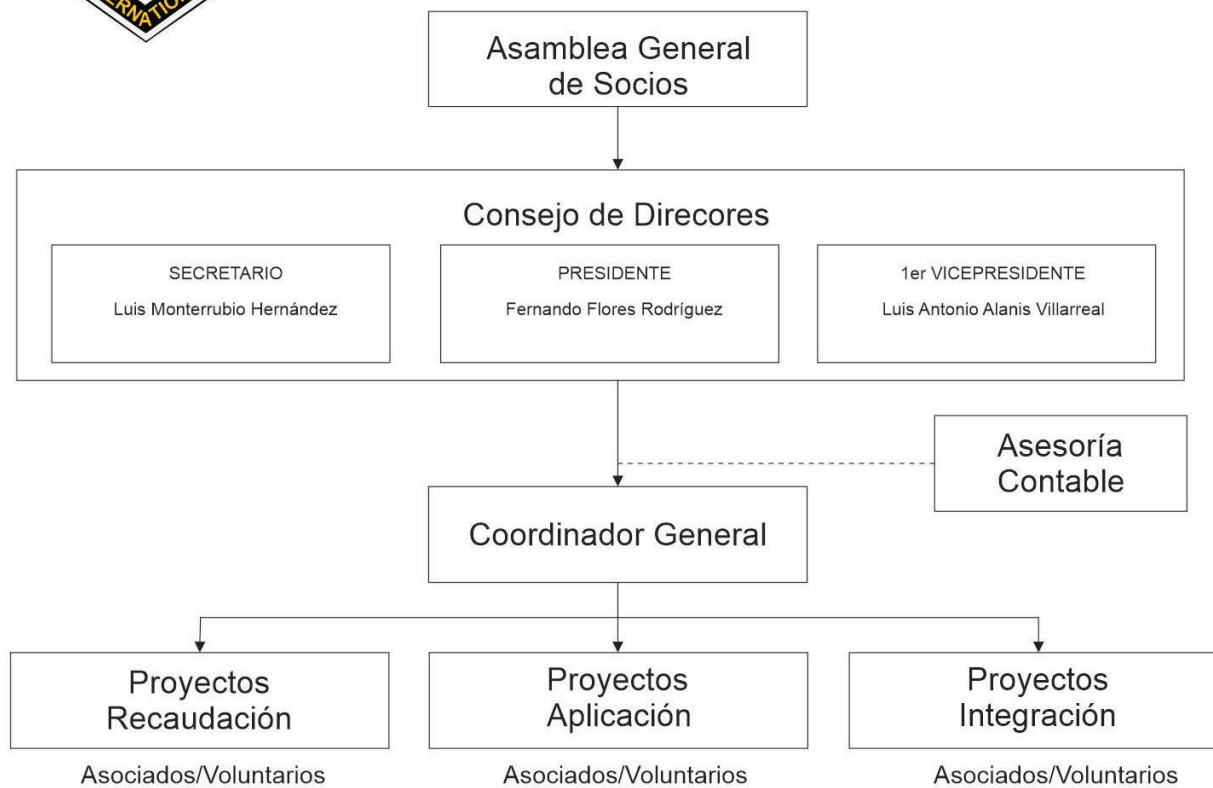 Asamblea General
de Socios
Consejo de Direcores
SECRETARIO
Luis Monterrubio Hernández
PRESIDENTE
Fernando Flores Rodríguez
1er VICEPRESIDENTE
Luis Antonio Alanis Villarreal
Asesoría
Contable
Coordinador General
Proyectos
Recaudación
Asociados/Voluntarios
Proyectos
Aplicación
Asociados/Voluntarios
Proyectos
Integración
Asociados/Voluntarios